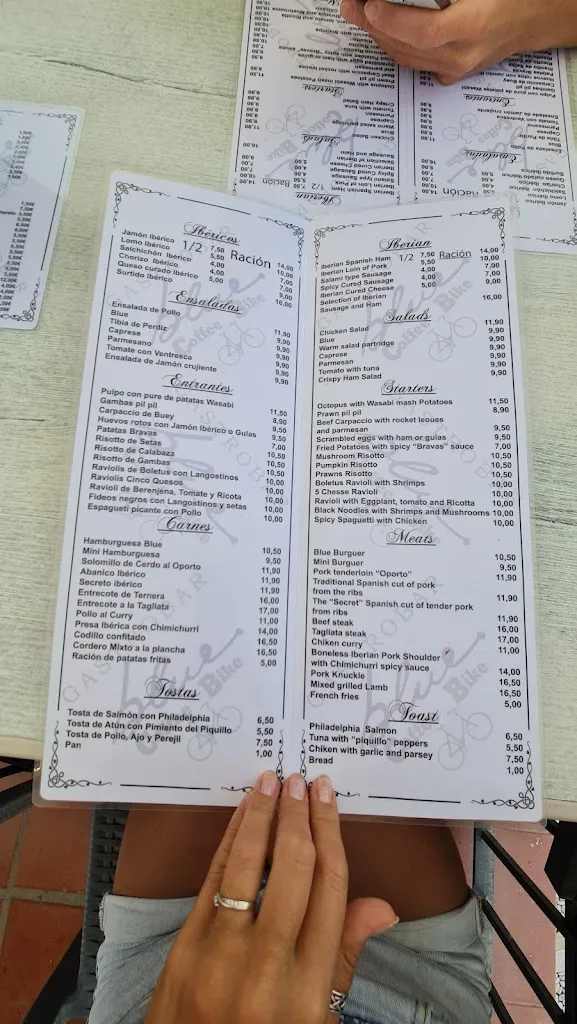 Ibéricos
1/2 Ración
Jamón Ibérico 7,50 14,00
Lomo Ibérico 5,50 10,00
Salchichón Ibérico 4,00 7,00
Chorizo Ibérico 4,00 7,00
Queso curado Ibérico 5,00 9,00
Surtido Ibérico 16,00
Ensaladas
Ensalada de Pollo 11,90
Blue 9,90
Tibia de Perdiz 9,90
Caprese 9,90
Parmesano 9,90
Tomate con Ventresca 9,90
Ensalada de Jamón crujiente 9,90
Entrantes
Pulpo con pure de patatas Wasabi 11,50
Gambas pil pil 8,90
Carpaccio de Buey 9,50
Huevos rotos con Jamón Ibérico o Gulas 9,50
Patatas Bravas 7,00
Risotto de Setas 10,50
Risotto de Calabaza 10,50
Risotto de Gambas 10,50
Raviolis de Boletus con Langostinos 10,00
Raviolis Cinco Quesos 10,00
Ravioli de Berenjena, Tomate y Ricota 10,00
Fideos negros con Langostinos y setas 10,00
Espagueti picante con Pollo 10,00
Carnes
Hamburguesa Blue 10,50
Mini Hamburguesa 9,50
Solomillo de Cerdo al Oporto 11,90
Abanico Ibérico 11,90
Secreto ibérico 11,90
Entrecote de Ternera 16,00
Entrecote a la Tagliata 17,00
Pollo al Curry 11,00
Presa Ibérica con Chimichurri 14,00
Codillo confitado 16,50
Cordero Mixto a la plancha 16,50
Ración de patatas fritas 5,00
Tostas
Tosta de Salmón con Philadelphia 6,50
Tosta de Atún con Pimiento del Piquillo 5,50
Tosta de Pollo, Ajo y Perejil 7,50
Pan 1,00
Iberian
1/2 Ración
Iberian Spanish Ham 7,50 14,00
Iberian Loin of Pork 5,50 10,00
Salami type Sausage 4,00 7,00
Spicy Cured Sausage 4,00 7,00
Iberian Cured Cheese 5,00 9,00
Selection of Iberian
Sausage and Ham 16,00
Salads
Chicken Salad 11,90
Blue 9,90
Warm salad partridge 9,90
Caprese 9,90
Parmesan 9,90
Tomato with tuna 9,90
Crispy Ham Salad 9,90
Starters
Octopus with Wasabi mash Potatoes 11,50
Prawn pil pil 8,90
Beef Carpaccio with rocket leoues
and parmesan 9,50
Scrambled eggs with ham or gulas 9,50
Fried Potatoes with spicy "Bravas" sauce 7,00
Mushroom Risotto 10,50
Pumpkin Risotto 10,50
Prawns Risotto 10,50
Boletus Ravioli with Shrimps 10,00
5 Chesse Ravioli 10,00
Ravioli with Eggplant, tomato and Ricotta 10,00
Black Noodles with Shrimps and Mushrooms 10,00
Spicy Spaguetti with Chicken 10,00
Meats
Blue Burguer 10,50
Mini Burguer 9,50
Pork tenderloin "Oporto" 11,90
Traditional Spanish cut of pork
from the ribs 11,90
The "Secret" Spanish cut of tender pork
from ribs 11,90
Beef steak 16,00
Tagliata steak 17,00
Chiken curry 11,00
Boneless Iberian Pork Shoulder
with Chimichurri spicy sauce 14,00
Pork Knuckle 16,50
Mixed grilled Lamb 16,50
French fries 5,00
Toast
Philadelphia Salmon 6,50
Tuna with "piquillo" peppers 5,50
Chiken with garlic and parsey 7,50
Bread 1,00